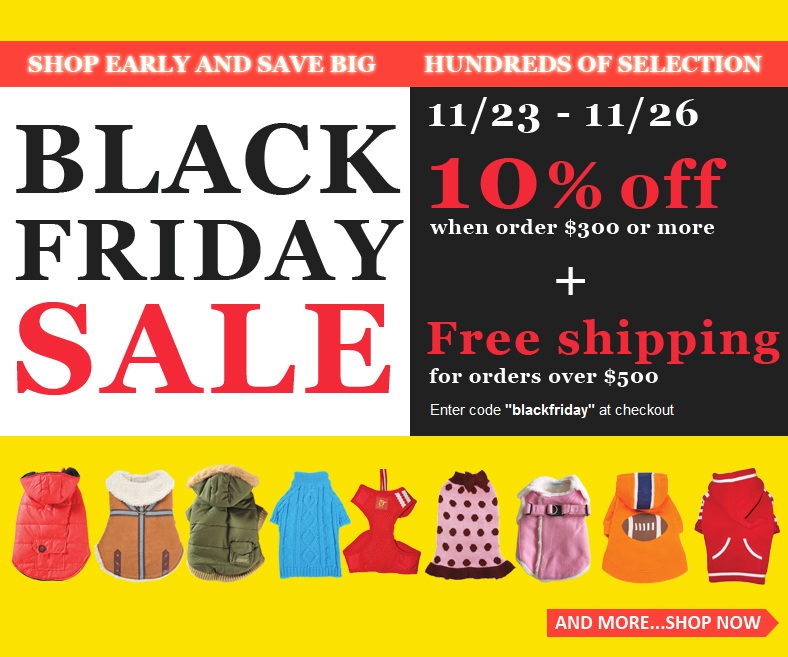 SHOP EARLY AND SAVE BIG
HUNDREDS OF SELECTION
BLACK
FRIDAY
SALE
11/23 - 11/26
10% off
when order $300 or more
+
Free shipping
for orders over $500
Enter code "blackfriday" at checkout
AND MORE...SHOP NOW